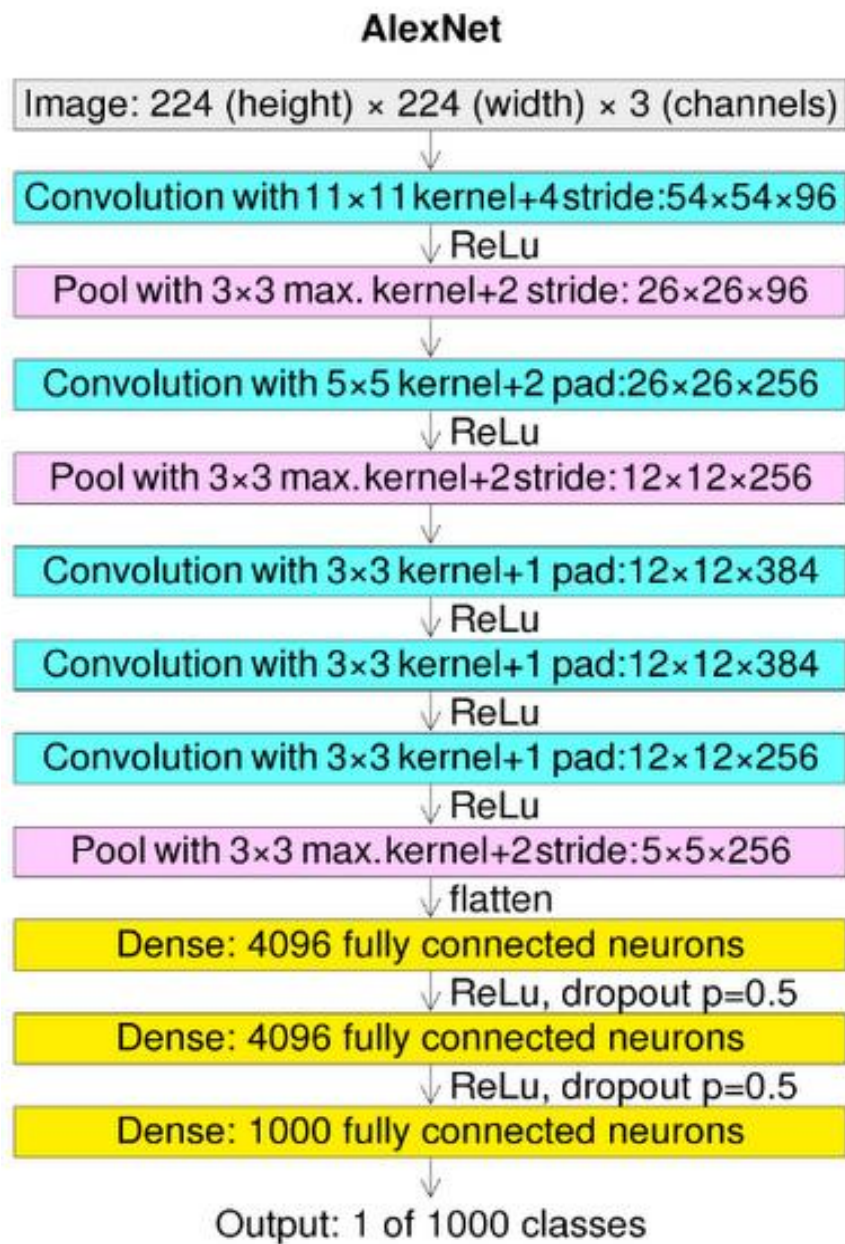 AlexNet
Image: 224 (height) × 224 (width) × 3 (channels)
Convolution with 11×11 kernel+4 stride:54×54×96
ReLu
Pool with 3×3 max. kernel+2 stride: 26×26×96
Convolution with 5×5 kernel+2 pad:26×26×256
ReLu
Pool with 3×3 max.kernel+2stride:12×12×256
Convolution with 3×3 kernel+1 pad:12×12×384
ReLu
Convolution with 3×3 kernel+1 pad:12×12×384
ReLu
Convolution with 3×3 kernel+1 pad:12×12×256
ReLu
Pool with 3×3 max.kernel+2stride:5×5×256
flatten
Dense: 4096 fully connected neurons
ReLu, dropout p=0.5
Dense: 4096 fully connected neurons
ReLu, dropout p=0.5
Dense: 1000 fully connected neurons
Output: 1 of 1000 classes